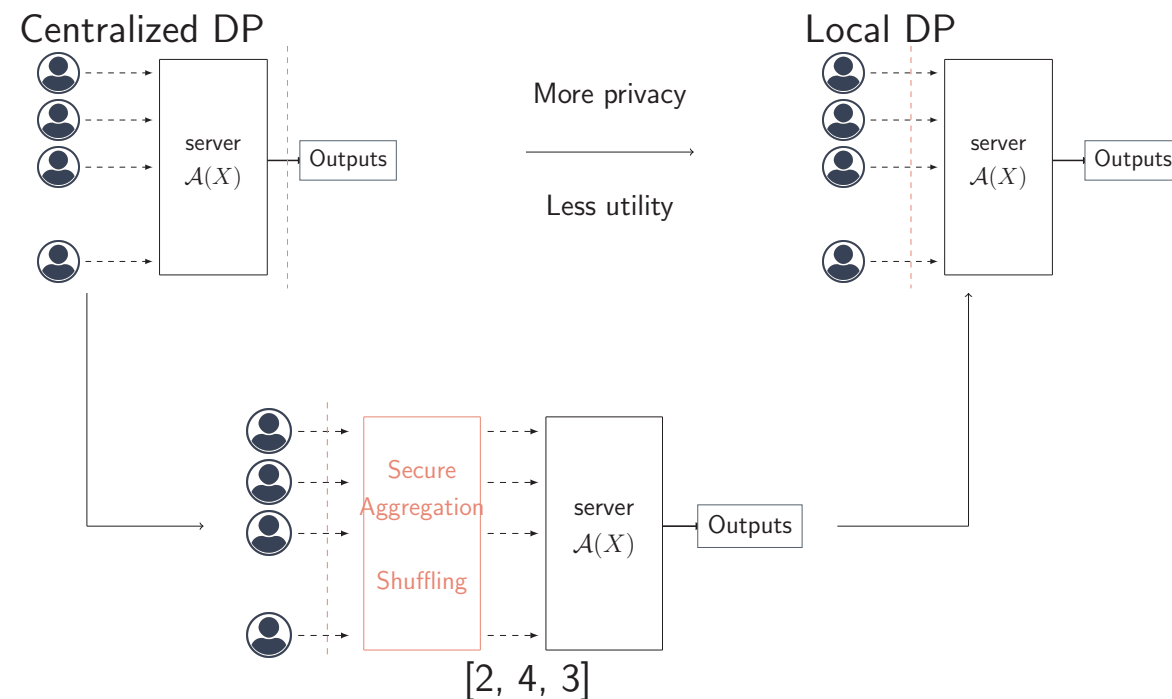 Centralized DP
server
𝒜(X)
Outputs
More privacy
Less utility
Local DP
server
𝒜(X)
Outputs
Secure
Aggregation
Shuffling
server
𝒜(X)
Outputs
[2, 4, 3]